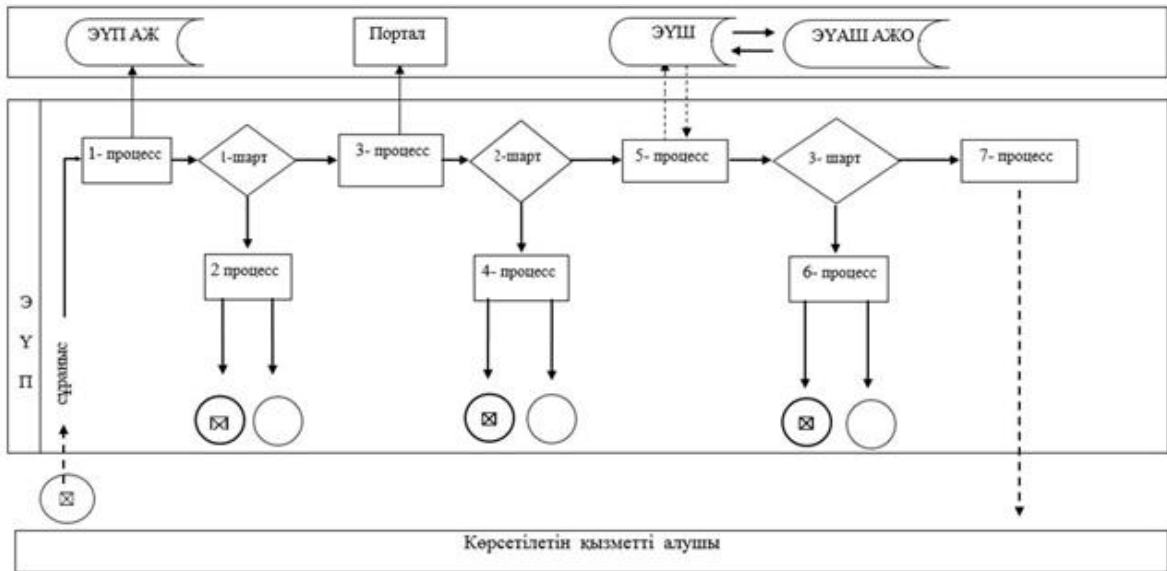 ЭҮП АЖ
Портал
ЭҮШ
ЭҮАШ АЖО
1- процесс
1-шарт
3- процесс
2-шарт
5- процесс
3- шарт
7- процесс
2 процесс
4- процесс
6- процесс
Э
Ү
П
сұраныс
Көрсетілетін қызметті алушы